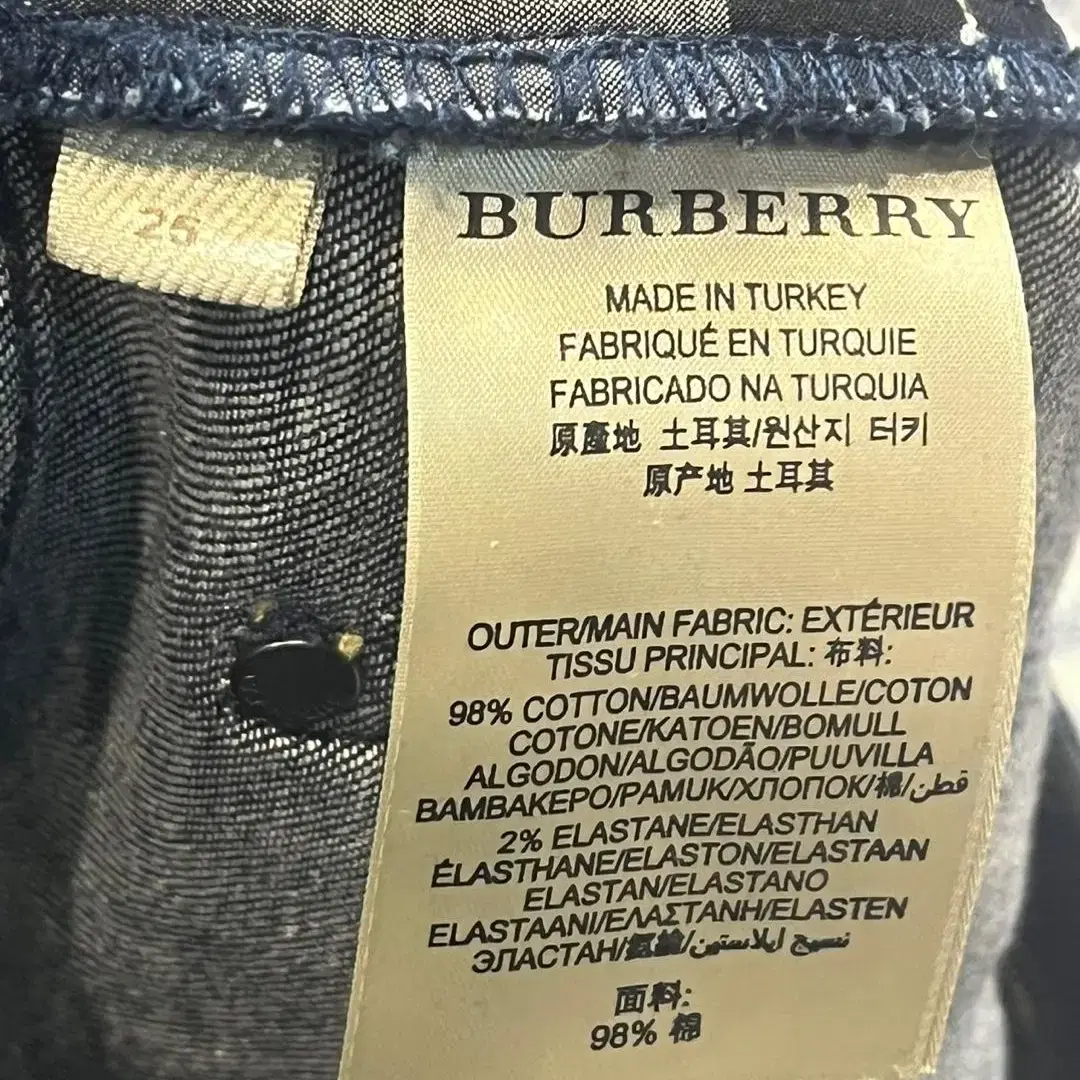 25
BURBERRY
MADE IN TURKEY
FABRIQUÉ EN TURQUIE
FABRICADO NA TURQUIA
原產地 土耳其/원산지 터키
原产地 土耳其
OUTER/MAIN FABRIC: EXTÉRIEUR
TISSU PRINCIPAL: 布料:
98% COTTON/BAUMWOLLE/COTON
COTONE/KATOEN/BOMULL
ALGODON/ALGODÃO/PUUVILLA
BAMBAKEPO/PAMUK/ХЛОПОК/棉/قطن
2% ELASTANE/ELASTHAN
ÉLASTHANE/ELASTON/ELASTAAN
ELASTAN/ELASTANO
ELASTAANI/ΕΛΑΣΤΑΝΗ/ELASTEN
ЭЛАСТАН/نسيج ايلاستين
面料:
98% 棉